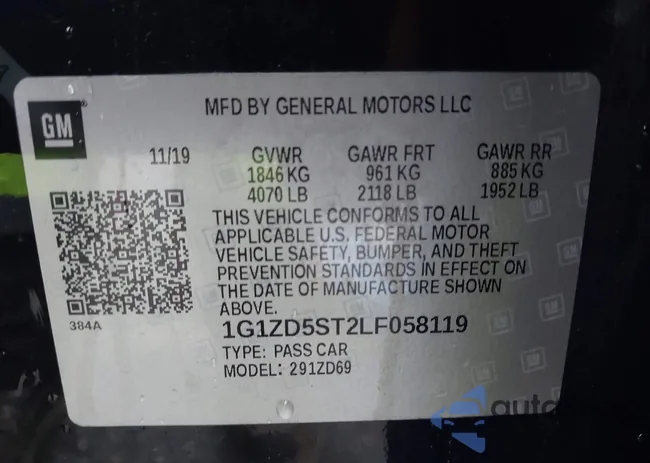 MFD BY GENERAL MOTORS LLC
GM
11/19 GVWR GAWR FRT GAWR RR
1846 KG 961 KG 885 KG
4070 LB 2118 LB 1952 LB
THIS VEHICLE CONFORMS TO ALL
APPLICABLE U.S. FEDERAL MOTOR
VEHICLE SAFETY, BUMPER, AND THEFT
PREVENTION STANDARDS IN EFFECT ON
THE DATE OF MANUFACTURE SHOWN
ABOVE.
384A
1G1ZD5ST2LF058119
TYPE: PASS CAR
MODEL: 291ZD69